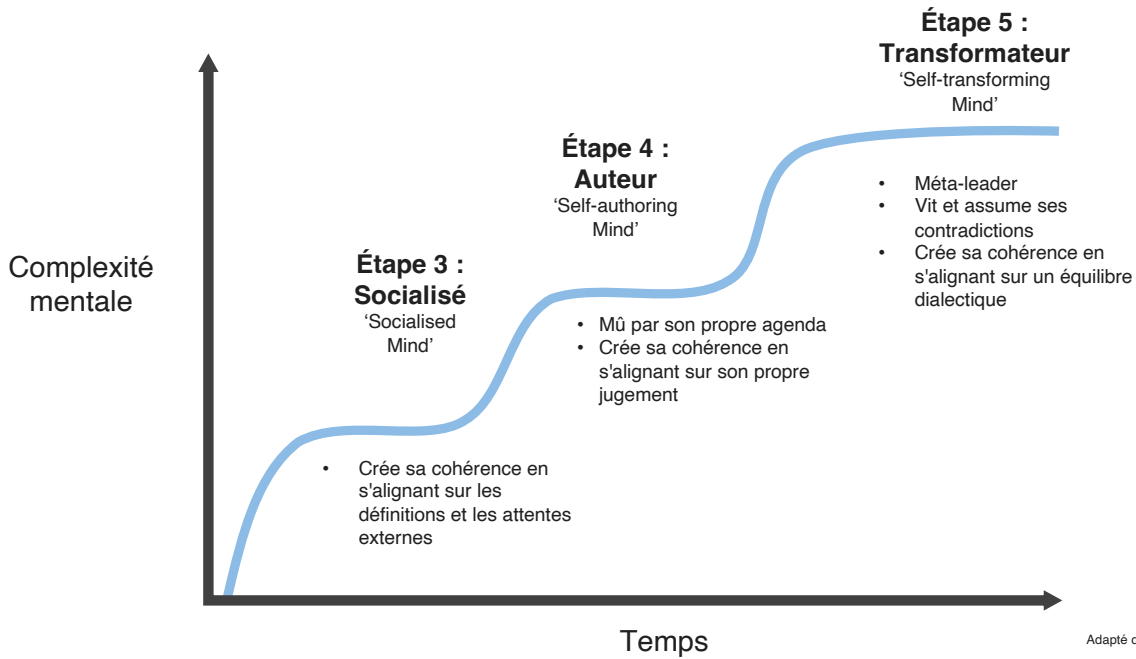 Étape 5 :
Transformateur
‘Self-transforming
Mind’
Étape 4 :
Auteur
‘Self-authoring
Mind’
• Méta-leader
• Vit et assume ses
contradictions
• Crée sa cohérence en
s'alignant sur un équilibre
dialectique
Complexité
mentale
Étape 3 :
Socialisé
‘Socialised
Mind’
• Mû par son propre agenda
• Crée sa cohérence en
s'alignant sur son propre
jugement
• Crée sa cohérence en
s'alignant sur les
définitions et les attentes
externes
Temps
Adapté